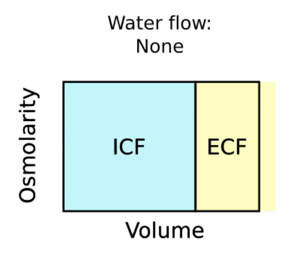 Water flow:
None
Osmolarity
ICF
ECF
Volume